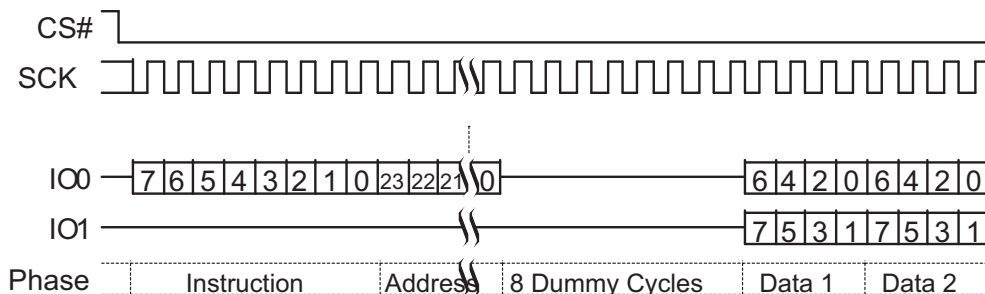 CS#
SCK
IO0 7 6 5 4 3 2 1 0 23 22 21 0 6 4 2 0 6 4 2 0
IO1 7 5 3 1 7 5 3 1
Phase Instruction Address 8 Dummy Cycles Data 1 Data 2